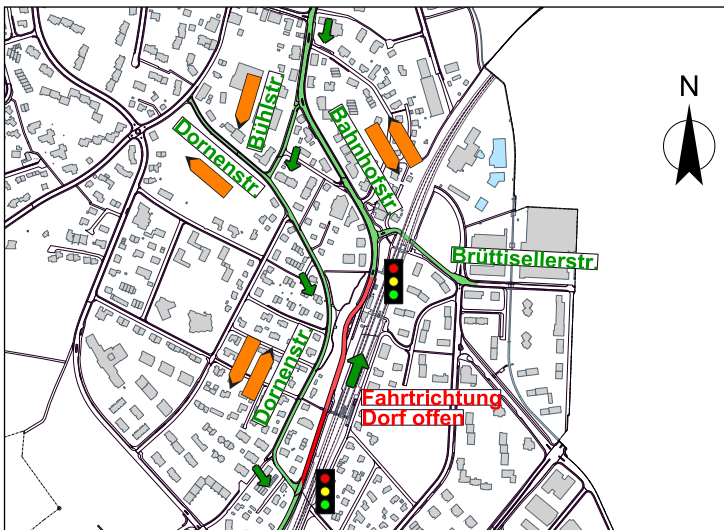 N
Bühlstr.
Dornenstr
Bahnhofstr
Brüttisellerstr.
Dornenstr.
Fahrtrichtung
Dorf offen